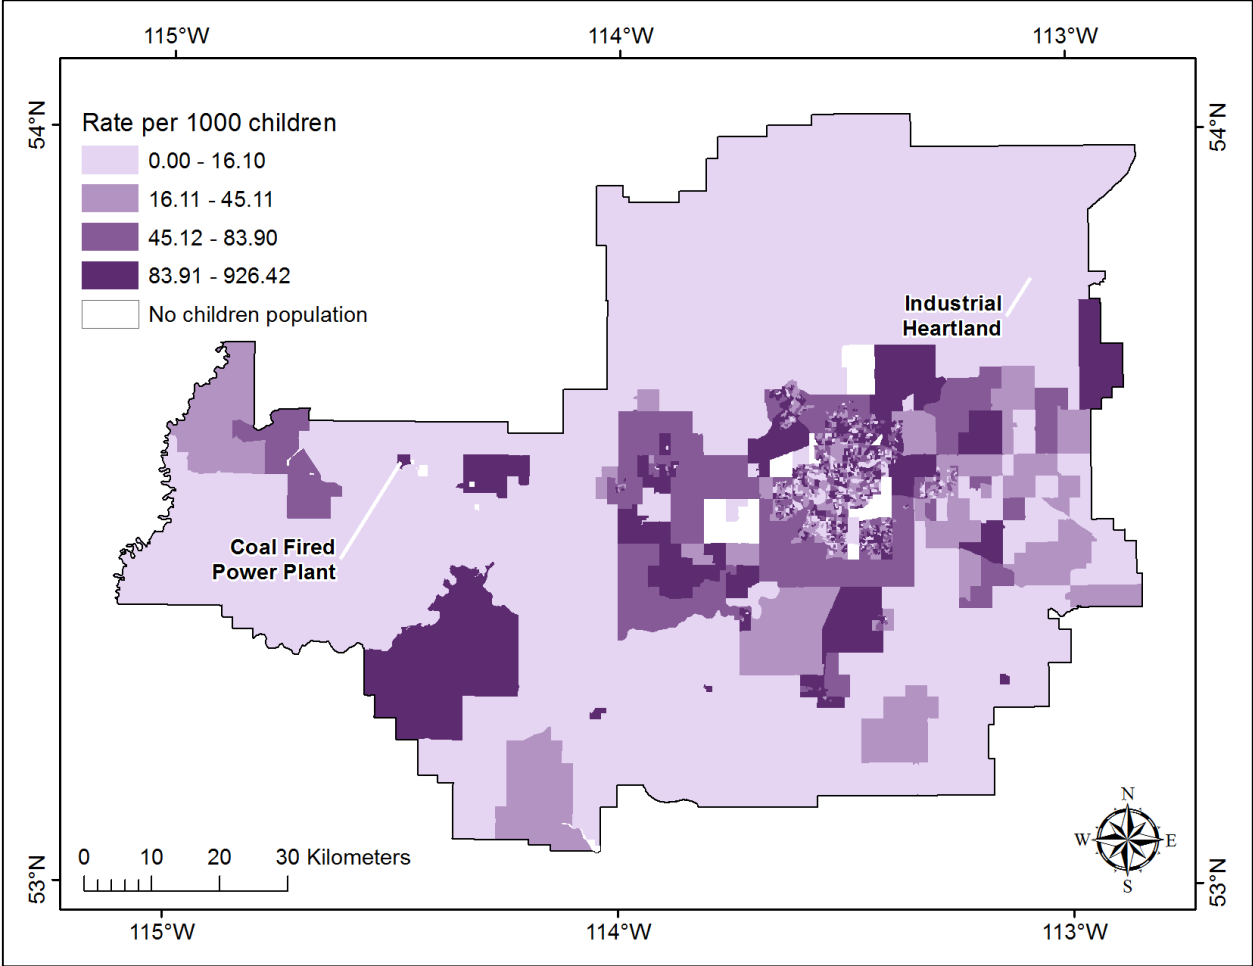 115°W 114°W 113°W
54°N 54°N
Rate per 1000 children
0.00 - 16.10
16.11 - 45.11
45.12 - 83.90
83.91 - 926.42
No children population
Industrial
Heartland
Coal Fired
Power Plant
N
W E
S
0 10 20 30 Kilometers
53°N 53°N
115°W 114°W 113°W